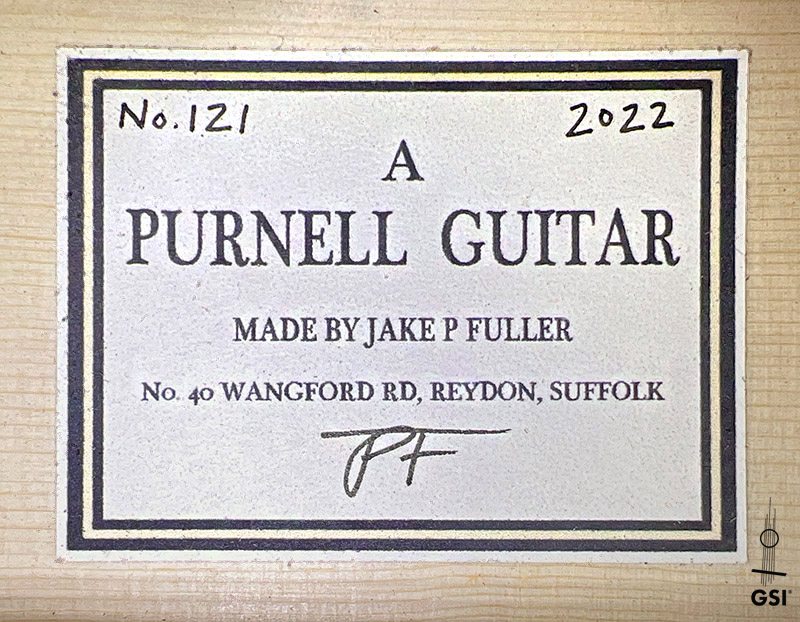 No. 121 2022
A
PURNELL GUITAR
MADE BY JAKE P FULLER
No. 40 WANGFORD RD, REYDON, SUFFOLK
PF
GSI